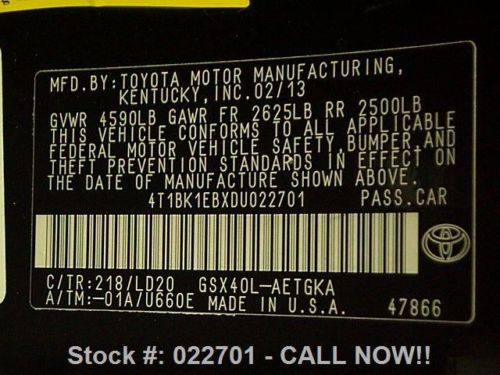 MFD.BY:TOYOTA MOTOR MANUFACTURING,
KENTUCKY,INC.02/13
GVWR 4590LB GAWR FR 2625LB RR 2500LB
THIS VEHICLE CONFORMS TO ALL APPLICABLE
FEDERAL MOTOR VEHICLE SAFETY,BUMPER,AND
THEFT PREVENTION STANDARDS IN EFFECT ON
THE DATE OF MANUFACTURE SHOWN ABOVE.
4T1BK1EBXDU022701 PASS.CAR
C/TR:218/LD20 GSX40L-AETGKA
A/TM:-01A/U660E MADE IN U.S.A. 47866
Stock #: 022701 - CALL NOW!!